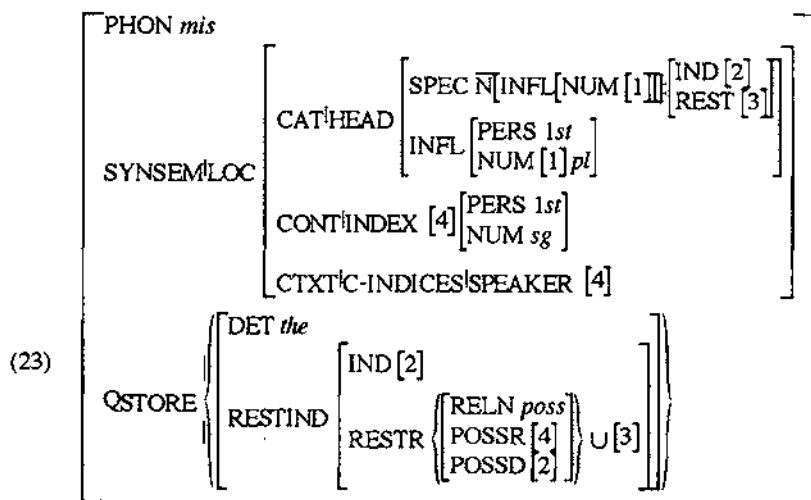 PHON mis
SPEC N̅[INFL[NUM [1]]]:[IND [2]
REST [3]]
CAT|HEAD
INFL [PERS 1st
NUM [1] pl]
SYNSEM|LOC
CONT|INDEX [4] [PERS 1st
NUM sg]
CTXT|C-INDICES|SPEAKER [4]
(23)
DET the
IND [2]
QSTORE
RESTIND
RELN poss
RESTR {[POSSR [4]]} ∪ [3]
POSSD [2]